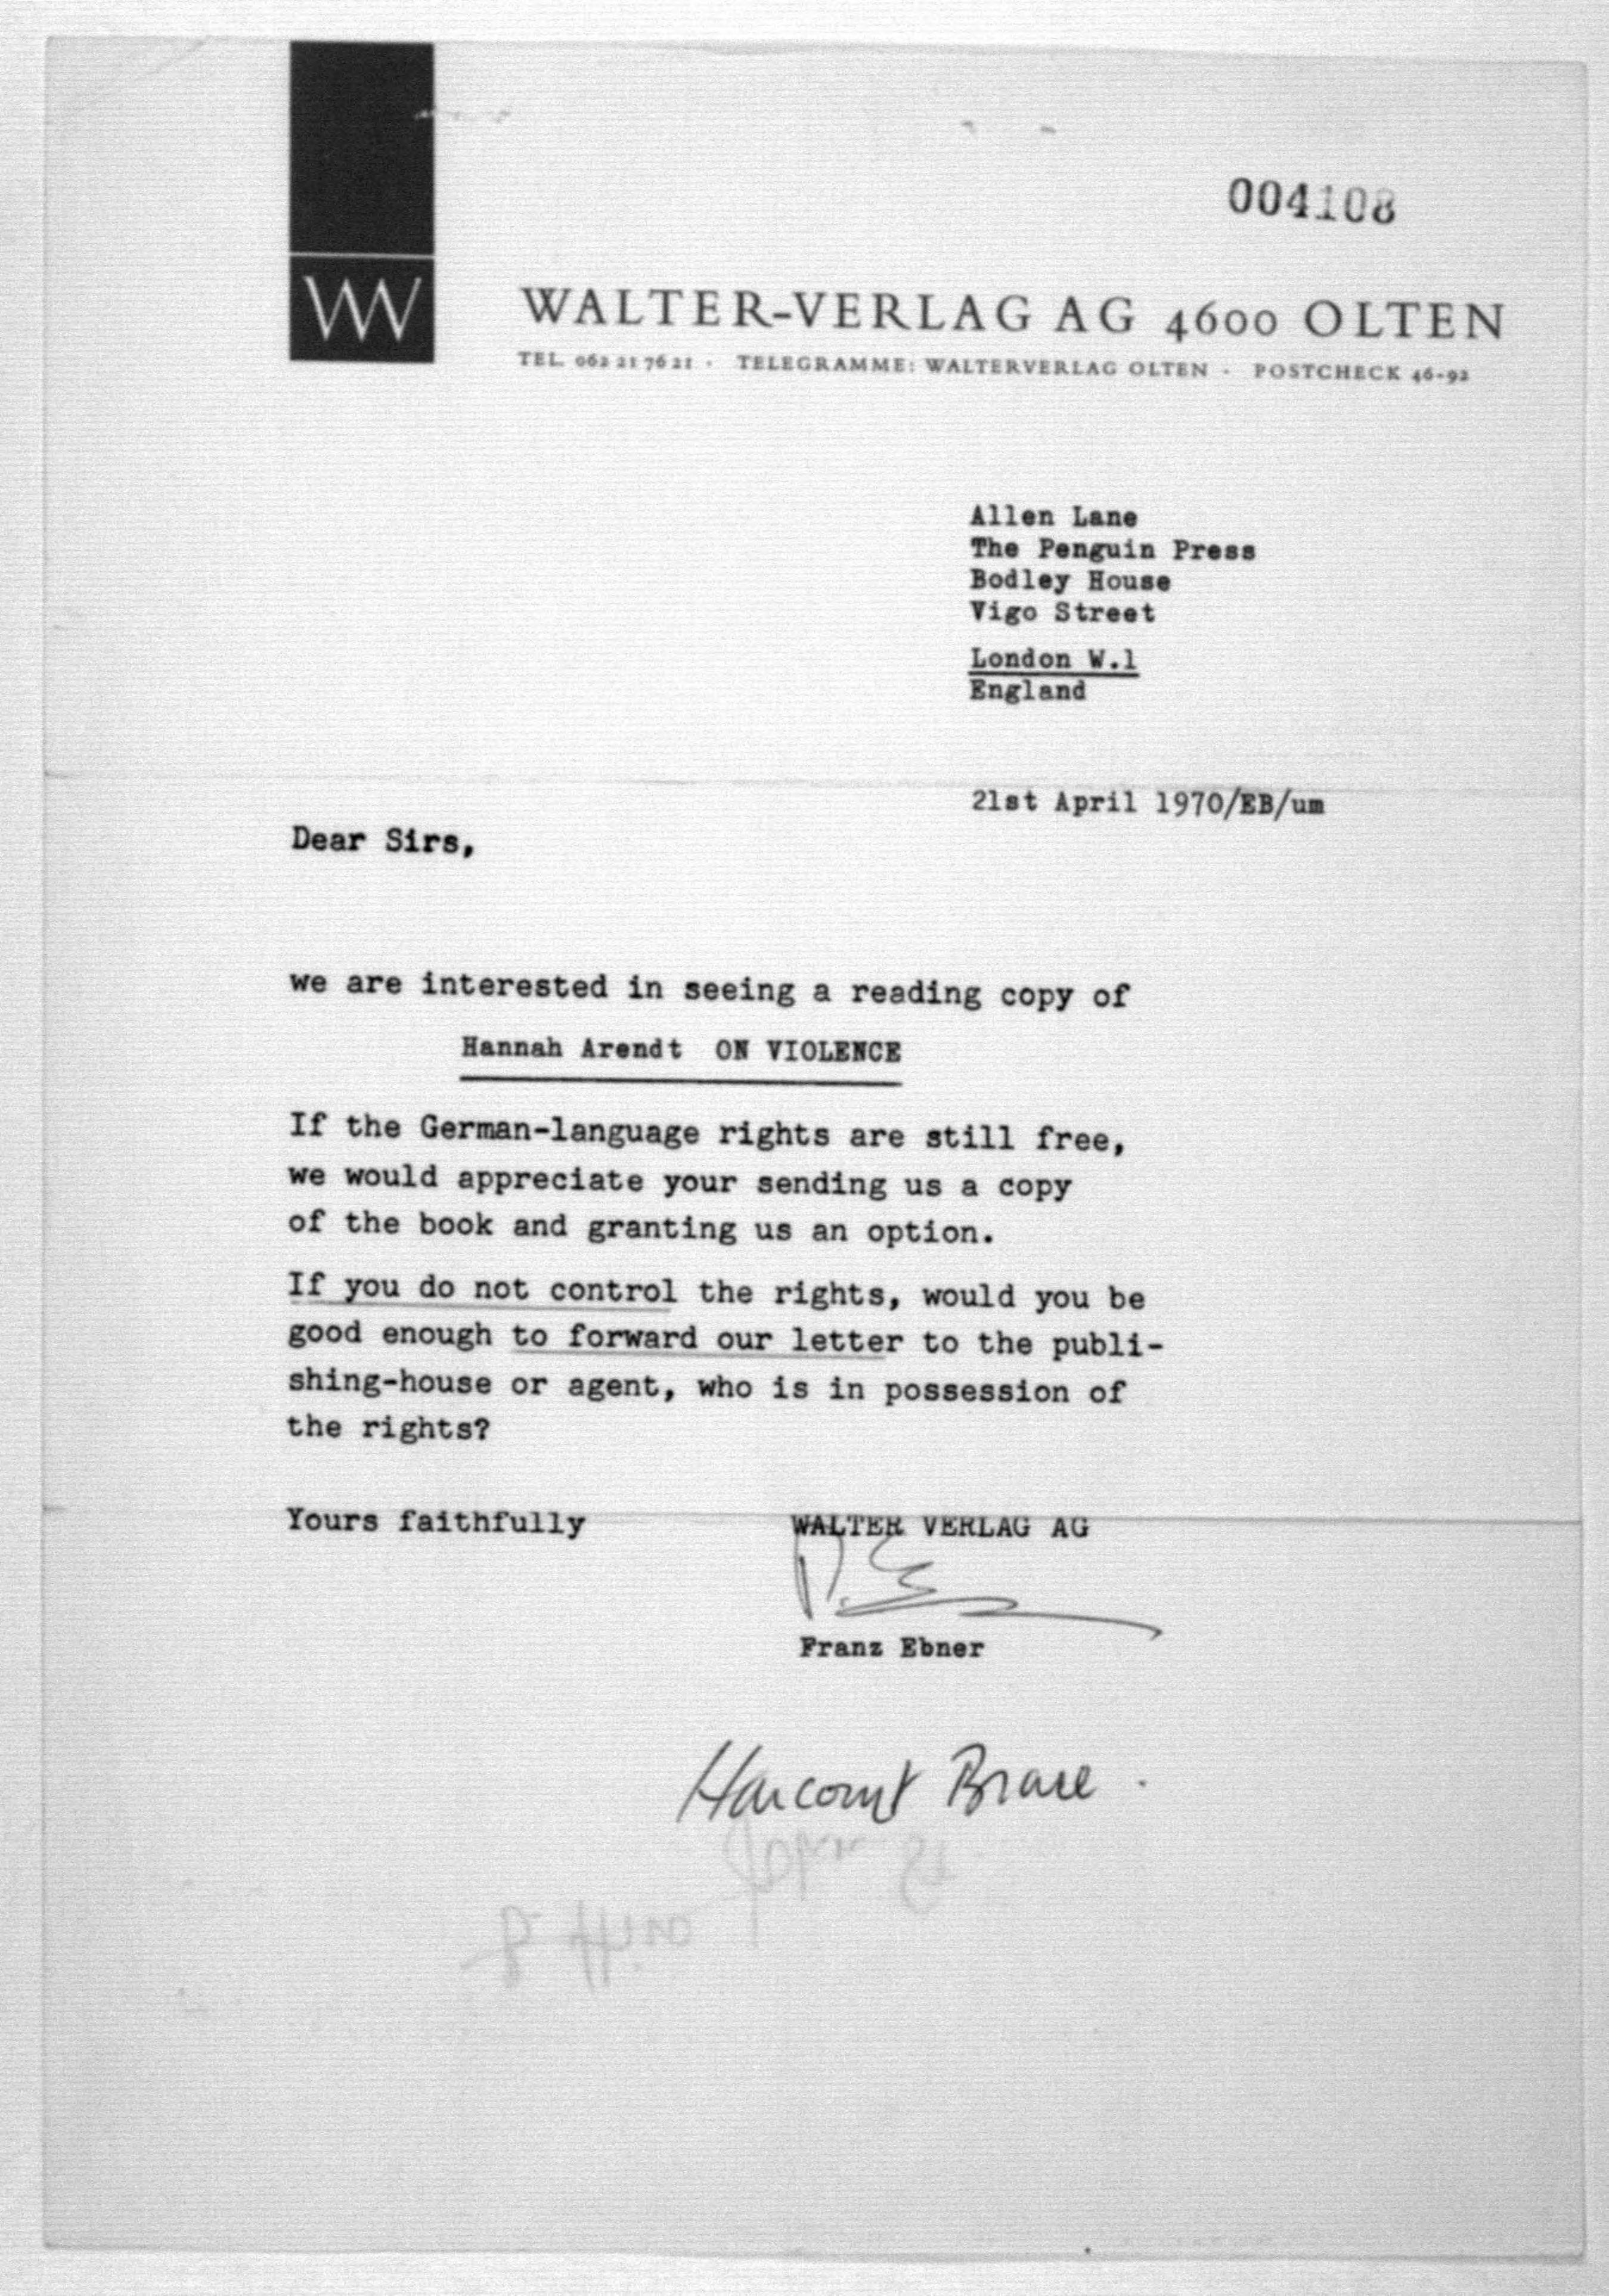 004108
W
WALTER-VERLAG AG 4600 OLTEN
TEL. 062 21 76 21 · TELEGRAMME: WALTERVERLAG OLTEN · POSTCHECK 46-92
Allen Lane
The Penguin Press
Bodley House
Vigo Street
London W.1
England
21st April 1970/EB/um
Dear Sirs,
we are interested in seeing a reading copy of
Hannah Arendt ON VIOLENCE
If the German-language rights are still free,
we would appreciate your sending us a copy
of the book and granting us an option.
If you do not control the rights, would you be
good enough to forward our letter to the publi-
shing-house or agent, who is in possession of
the rights?
Yours faithfully WALTER VERLAG AG
Franz Ebner
Harcourt Brace.